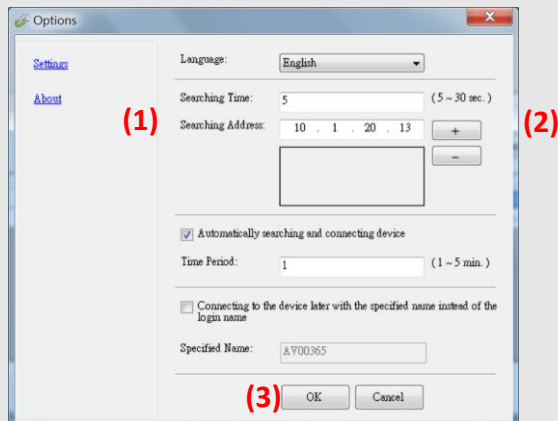 Options
Settings
About
Language: English
(1) Searching Time: 5 (5 ~ 30 sec.)
Searching Address: 10 . 1 . 20 . 13 + (2)
−
Automatically searching and connecting device
Time Period: 1 (1 ~ 5 min.)
Connecting to the device later with the specified name instead of the
login name
Specified Name: AV00365
(3) OK Cancel